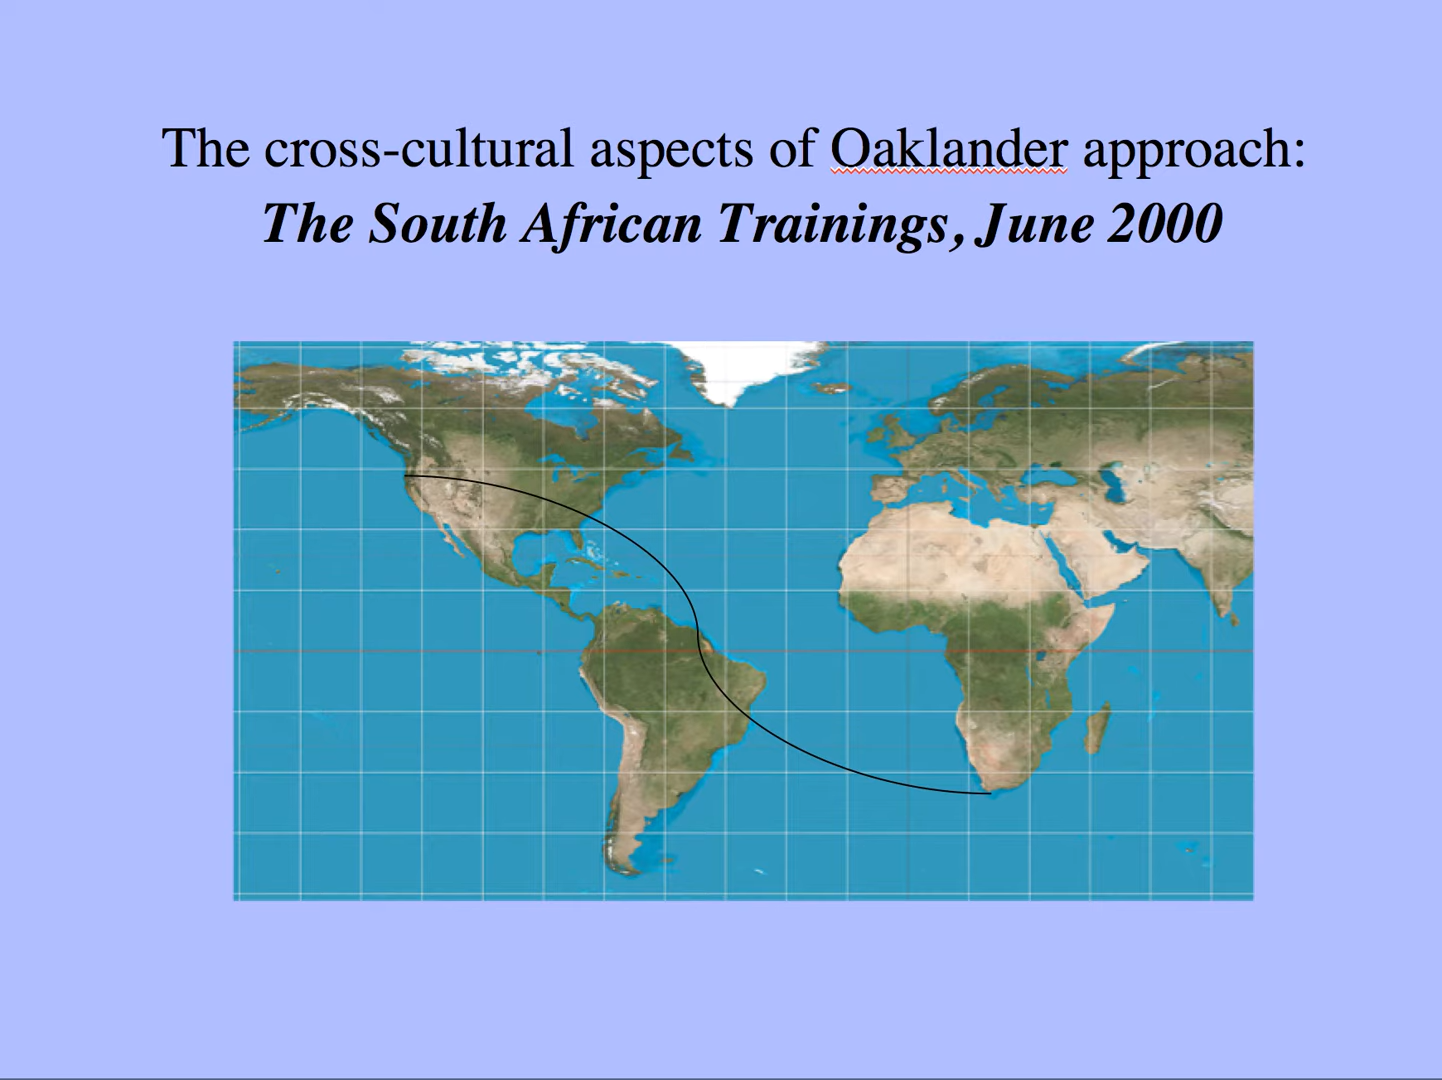 The cross-cultural aspects of Oaklander approach:
The South African Trainings, June 2000